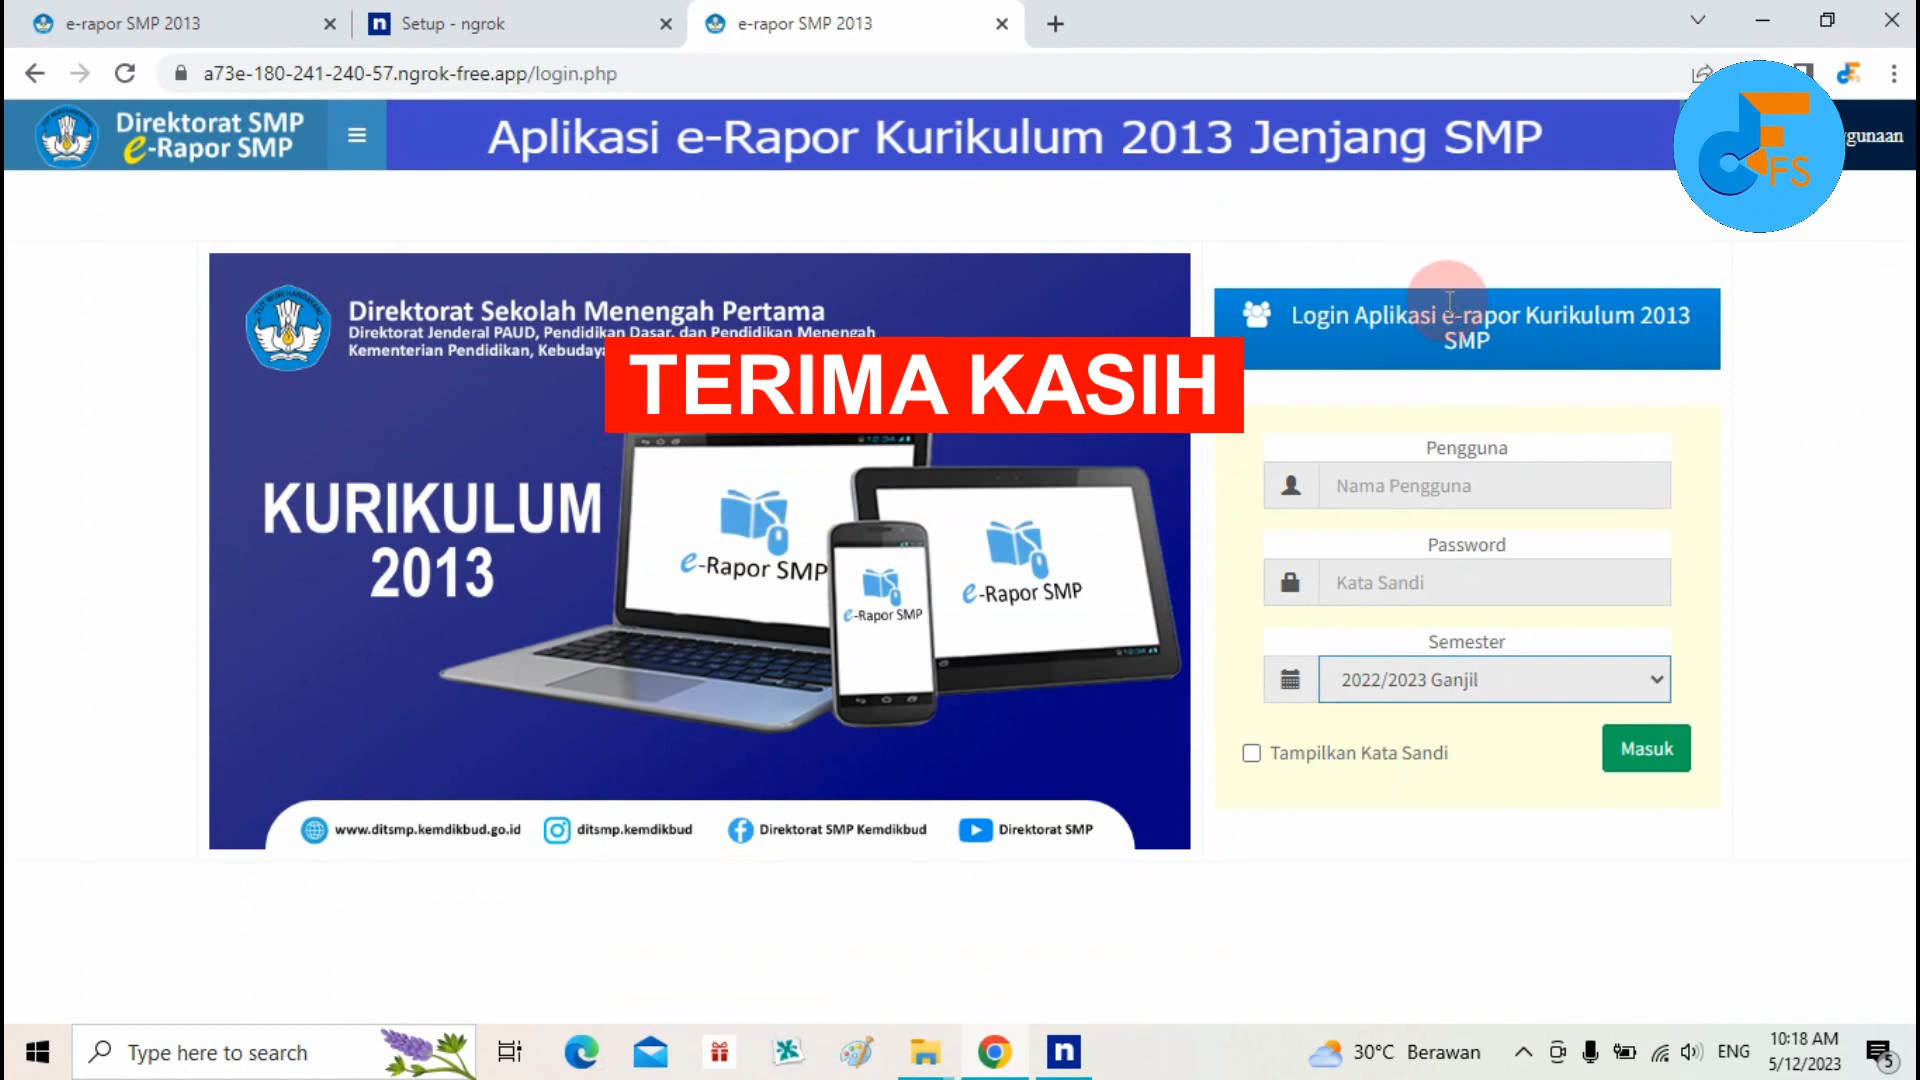 e-rapor SMP 2013
Setup - ngrok
e-rapor SMP 2013
a73e-180-241-240-57.ngrok-free.app/login.php
Direktorat SMP
e-Rapor SMP
Aplikasi e-Rapor Kurikulum 2013 Jenjang SMP
gunaan
FS
Direktorat Sekolah Menengah Pertama
Direktorat Jenderal PAUD, Pendidikan Dasar, dan Pendidikan Menengah
Kementerian Pendidikan, Kebuday
TERIMA KASIH
KURIKULUM
2013
e-Rapor SMP
e-Rapor SMP
e-Rapor SMP
www.ditsmp.kemdikbud.go.id
ditsmp.kemdikbud
Direktorat SMP Kemdikbud
Direktorat SMP
Login Aplikasi e-rapor Kurikulum 2013
SMP
Pengguna
Nama Pengguna
Password
Kata Sandi
Semester
2022/2023 Ganjil
Tampilkan Kata Sandi
Masuk
Type here to search
30°C Berawan
ENG
10:18 AM
5/12/2023
5